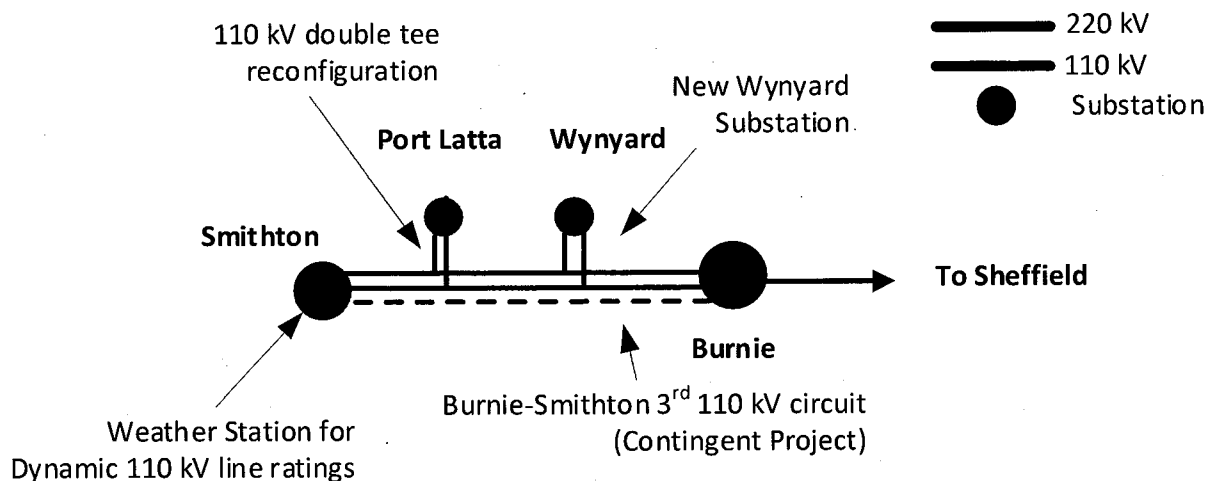 110 kV double tee
reconfiguration
220 kV
110 kV
Substation
New Wynyard
Substation
Port Latta
Wynyard
Smithton
To Sheffield
Burnie
Burnie-Smithton 3rd 110 kV circuit
(Contingent Project)
Weather Station for
Dynamic 110 kV line ratings